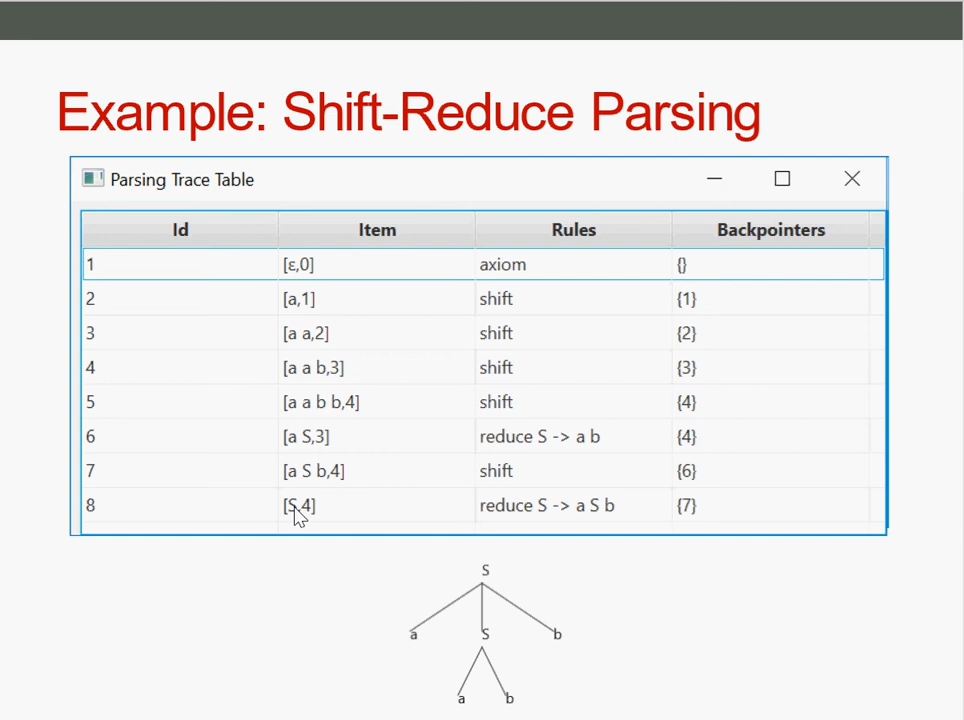 Example: Shift-Reduce Parsing
Parsing Trace Table
Id Item Rules Backpointers
1 [ε,0] axiom {}
2 [a,1] shift {1}
3 [a a,2] shift {2}
4 [a a b,3] shift {3}
5 [a a b b,4] shift {4}
6 [a S,3] reduce S -> a b {4}
7 [a S b,4] shift {6}
8 [S,4] reduce S -> a S b {7}
S
a S b
a b